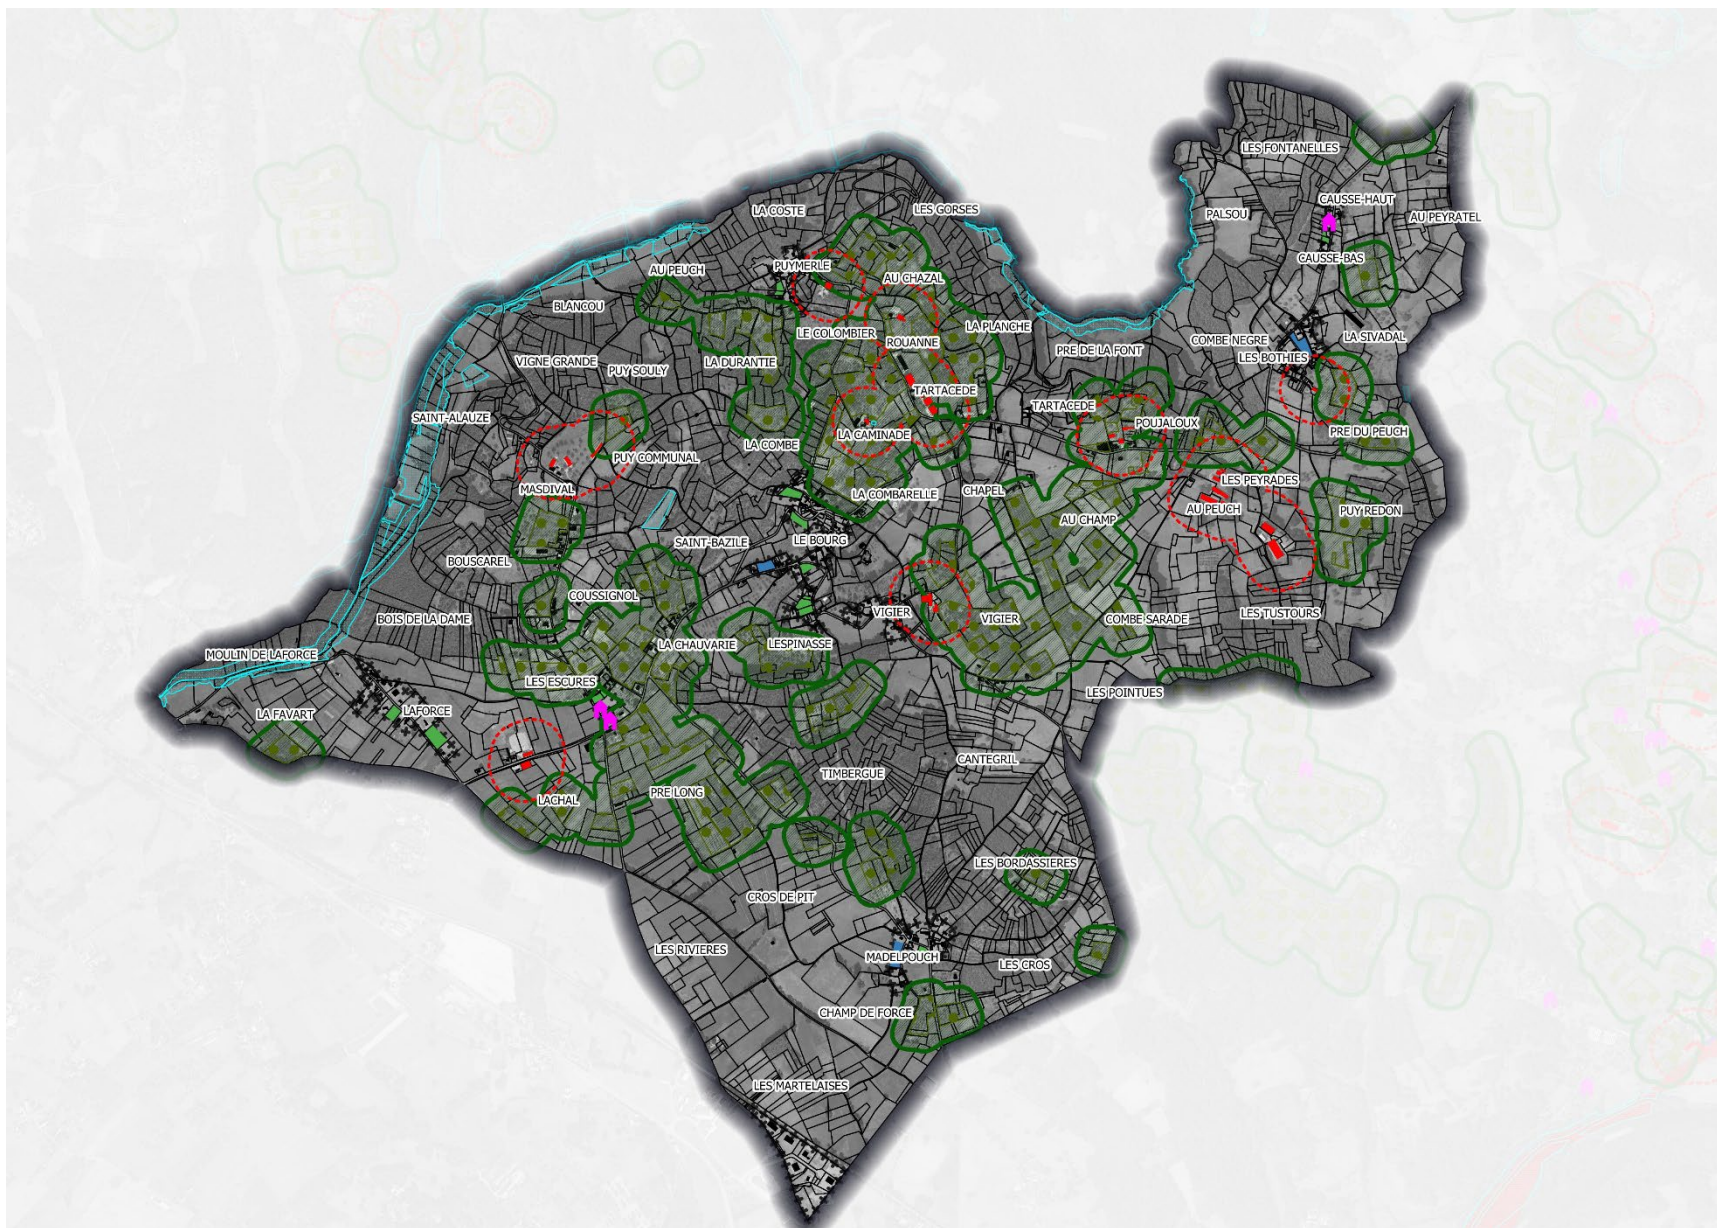 LES FONTANELLES
CAUSSE-HAUT
LA COSTE
LES GORSES
PALSOU
AU PEYRATEL
CAUSSE-BAS
PUYMERLE
AU PEUCH
AU CHAZAL
BLANCOU
LA PLANCHE
LE COLOMBIER
ROUANNE
COMBE NEGRE
LA SIVADAL
PRE DE LA FONT
LES BOTHIES
VIGNE GRANDE
LA DURANTIE
PUY SOULY
TARTACEDE
TARTACEDE
SAINT-ALAUZE
POUJALOUX
LA CAMINADE
PRE DU PEUCH
LA COMBE
PUY COMMUNAL
LES PEYRADES
MASDIVAL
CHAPEL
LA COMBARELLE
AU PEUCH
PUY REDON
AU CHAMP
LE BOURG
SAINT-BAZILE
BOUSCAREL
COUSSIGNOL
VIGIER
LES TUSTOURS
BOIS DE LA DAME
VIGIER
COMBE SARADE
LA CHAUVARIE
LESPINASSE
MOULIN DE LAFORCE
LES ESCURES
LES POINTUES
LA FAVART
LAFORCE
CANTEGRIL
TIMBERGUE
PRE LONG
LACHAL
LES BORDASSIERES
CROS DE PIT
LES RIVIERES
MADELPOUCH
LES CROS
CHAMP DE FORCE
LES MARTELAISES